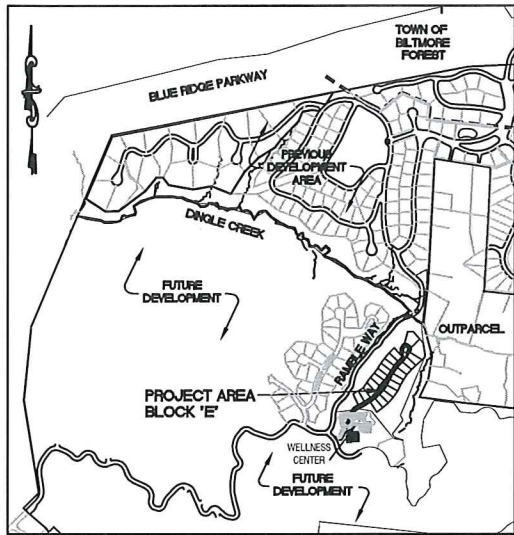 TOWN OF
BILTMORE
FOREST
BLUE RIDGE PARKWAY
PREVIOUS
DEVELOPMENT
AREA
DINGLE CREEK
FUTURE
DEVELOPMENT
OUTPARCEL
RAMBLE WAY
PROJECT AREA
BLOCK 'E'
WELLNESS
CENTER
FUTURE
DEVELOPMENT